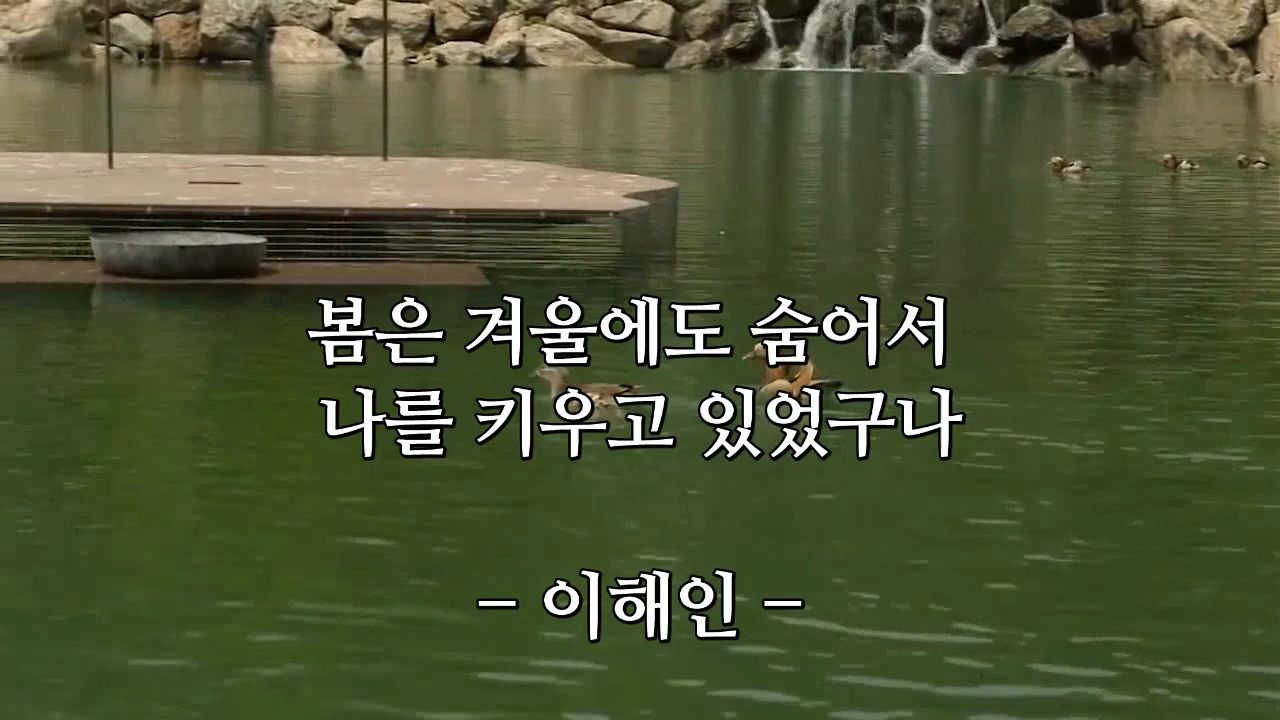 봄은 겨울에도 숨어서
나를 키우고 있었구나
- 이해인 -